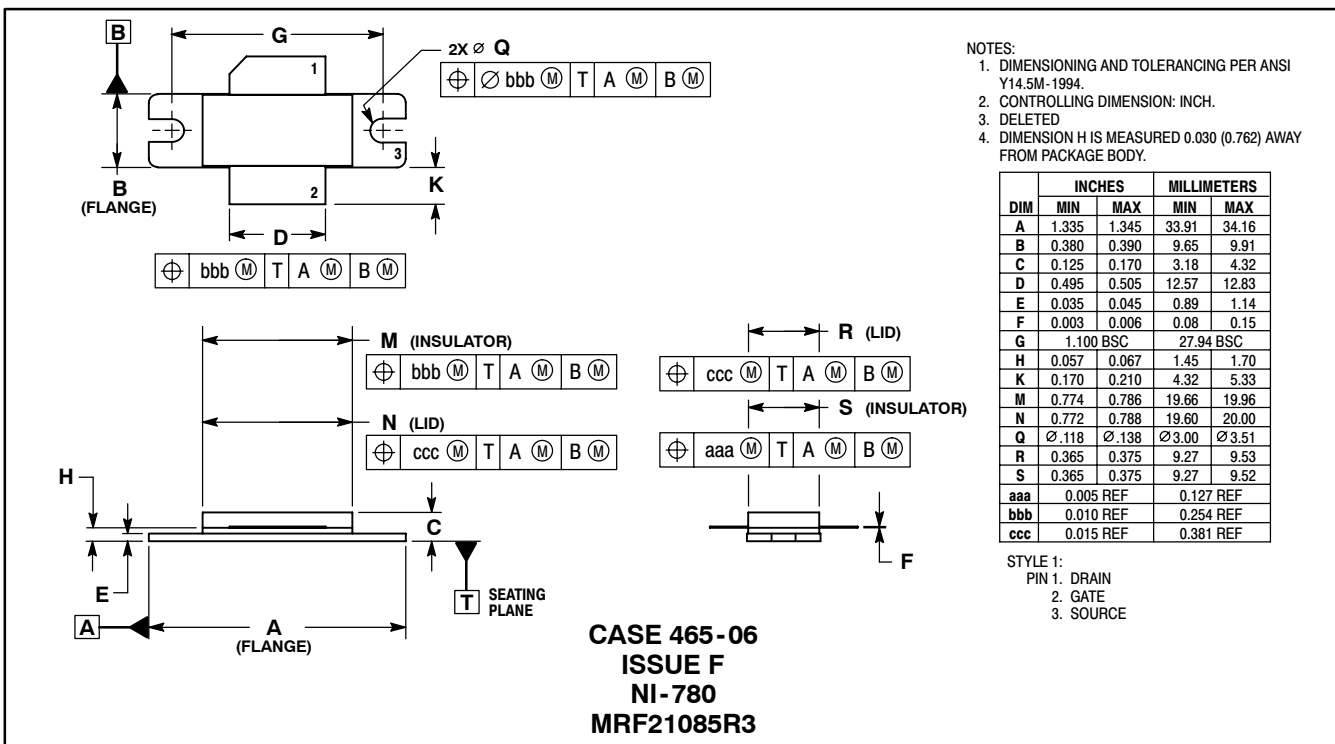 B
G
2X ∅ Q
⌖ ∅ bbb Ⓜ T A Ⓜ B Ⓜ
1
3
2
B
(FLANGE)
K
D
⌖ bbb Ⓜ T A Ⓜ B Ⓜ
M (INSULATOR)
⌖ bbb Ⓜ T A Ⓜ B Ⓜ
N (LID)
⌖ ccc Ⓜ T A Ⓜ B Ⓜ
R (LID)
⌖ ccc Ⓜ T A Ⓜ B Ⓜ
S (INSULATOR)
⌖ aaa Ⓜ T A Ⓜ B Ⓜ
H
C
E
F
T SEATING
PLANE
A
A
(FLANGE)
NOTES:
1. DIMENSIONING AND TOLERANCING PER ANSI
Y14.5M-1994.
2. CONTROLLING DIMENSION: INCH.
3. DELETED
4. DIMENSION H IS MEASURED 0.030 (0.762) AWAY
FROM PACKAGE BODY.
INCHES MILLIMETERS
DIM MIN MAX MIN MAX
A 1.335 1.345 33.91 34.16
B 0.380 0.390 9.65 9.91
C 0.125 0.170 3.18 4.32
D 0.495 0.505 12.57 12.83
E 0.035 0.045 0.89 1.14
F 0.003 0.006 0.08 0.15
G 1.100 BSC 27.94 BSC
H 0.057 0.067 1.45 1.70
K 0.170 0.210 4.32 5.33
M 0.774 0.786 19.66 19.96
N 0.772 0.788 19.60 20.00
Q ∅.118 ∅.138 ∅3.00 ∅3.51
R 0.365 0.375 9.27 9.53
S 0.365 0.375 9.27 9.52
aaa 0.005 REF 0.127 REF
bbb 0.010 REF 0.254 REF
ccc 0.015 REF 0.381 REF
STYLE 1:
PIN 1. DRAIN
2. GATE
3. SOURCE
CASE 465-06
ISSUE F
NI-780
MRF21085R3